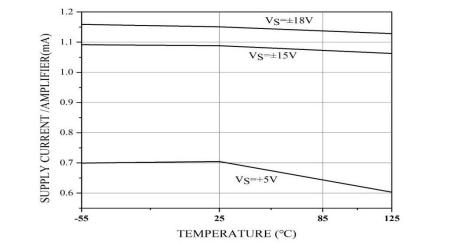 1.2
VS=±18V
1.1
VS=±15V
1.0
0.9
0.8
0.7
VS=+5V
0.6
-55
25
85
125
SUPPLY CURRENT /AMPLIFIER(mA)
TEMPERATURE (°C)